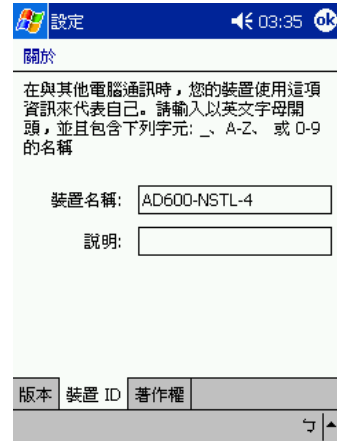 設定 03:35 ok
關於
在與其他電腦通訊時，您的裝置使用這項
資訊來代表自己。請輸入以英文字母開
頭，並且包含下列字元: _、A-Z、 或 0-9
的名稱
裝置名稱: AD600-NSTL-4
說明:
版本 裝置 ID 著作權
ㄅ